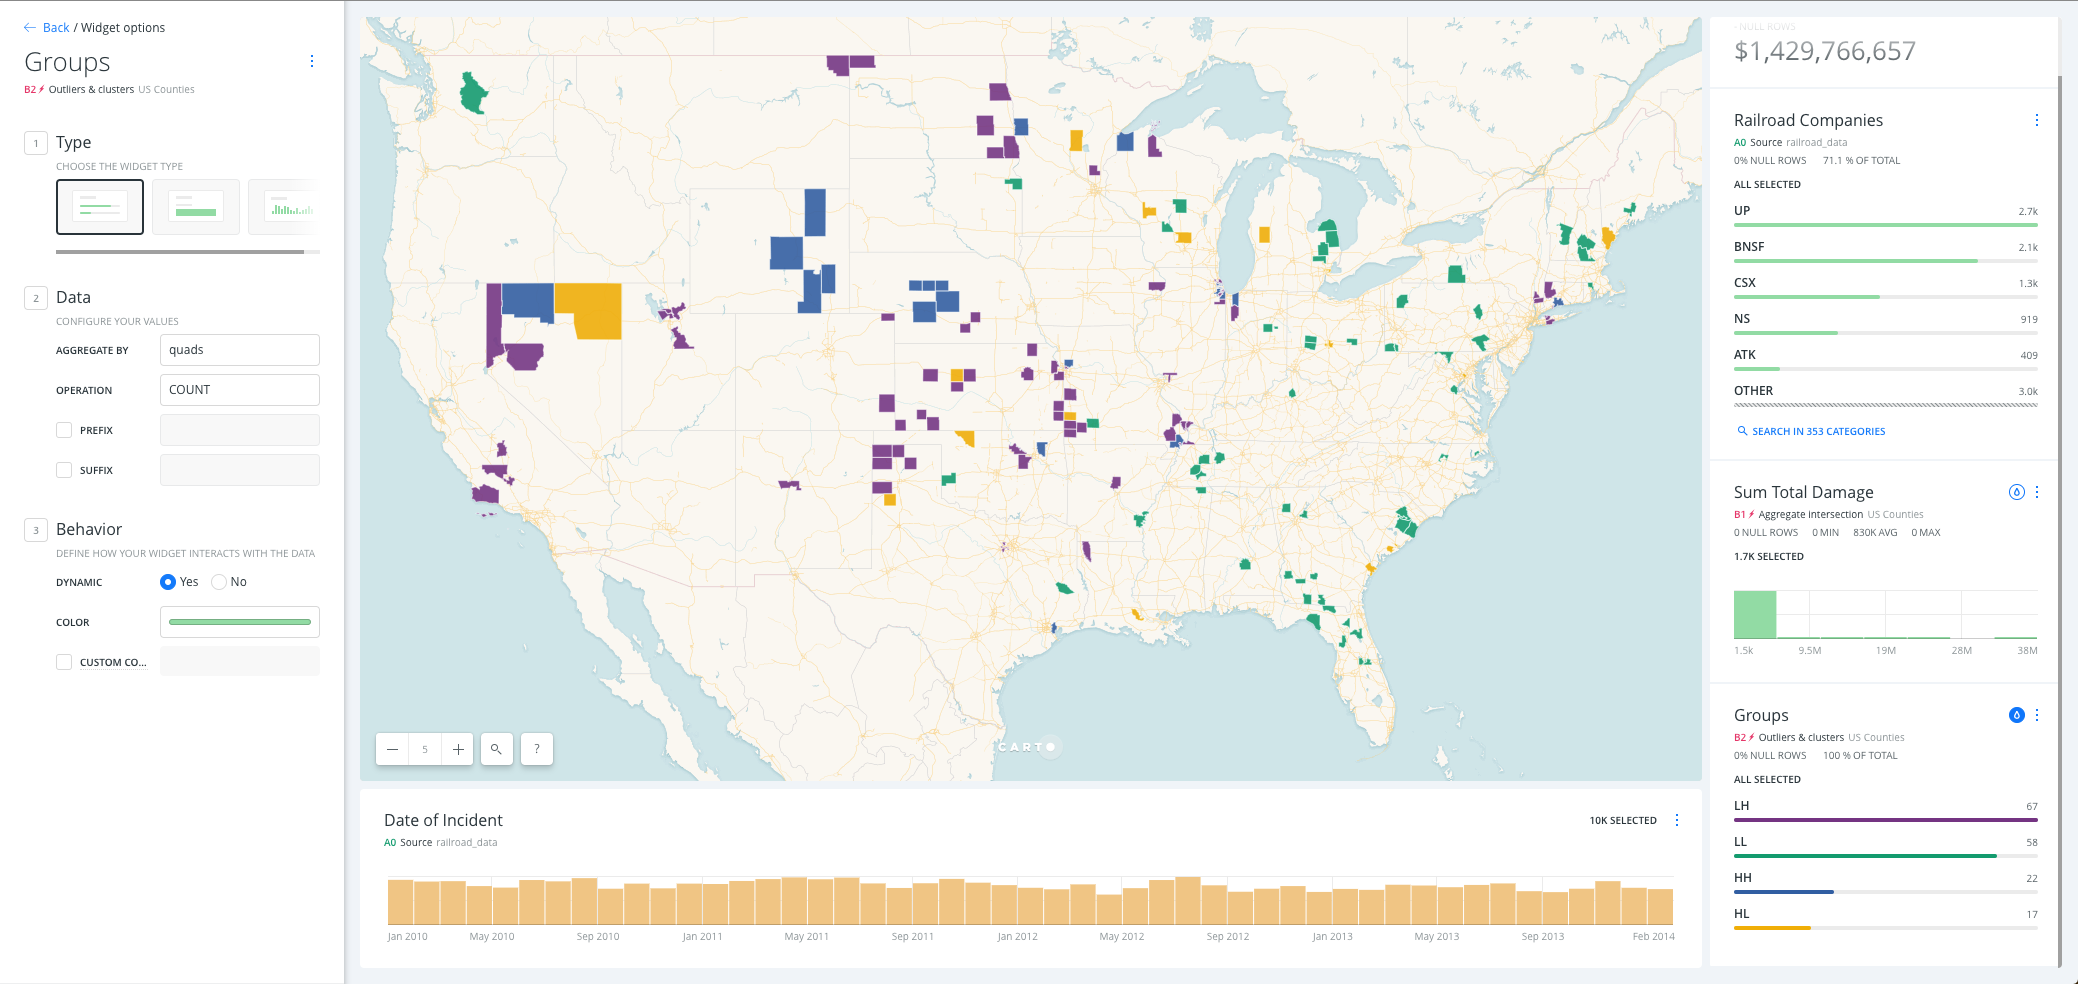 ← Back / Widget options
Groups
B2 Outliers & clusters US Counties
1 Type
CHOOSE THE WIDGET TYPE
2 Data
CONFIGURE YOUR VALUES
AGGREGATE BY quads
OPERATION COUNT
PREFIX
SUFFIX
3 Behavior
DEFINE HOW YOUR WIDGET INTERACTS WITH THE DATA
DYNAMIC Yes No
COLOR
CUSTOM CO...
5
?
CARTO
Date of Incident
10K SELECTED
A0 Source railroad_data
Jan 2010 May 2010 Sep 2010 Jan 2011 May 2011 Sep 2011 Jan 2012 May 2012 Sep 2012 Jan 2013 May 2013 Sep 2013 Feb 2014
- NULL ROWS
$1,429,766,657
Railroad Companies
A0 Source railroad_data
0% NULL ROWS 71.1 % OF TOTAL
ALL SELECTED
UP 2.7k
BNSF 2.1k
CSX 1.3k
NS 919
ATK 409
OTHER 3.0k
SEARCH IN 353 CATEGORIES
Sum Total Damage
B1 Aggregate intersection US Counties
0 NULL ROWS 0 MIN 830K AVG 0 MAX
1.7K SELECTED
1.5k 9.5M 19M 28M 38M
Groups
B2 Outliers & clusters US Counties
0% NULL ROWS 100 % OF TOTAL
ALL SELECTED
LH 67
LL 58
HH 22
HL 17